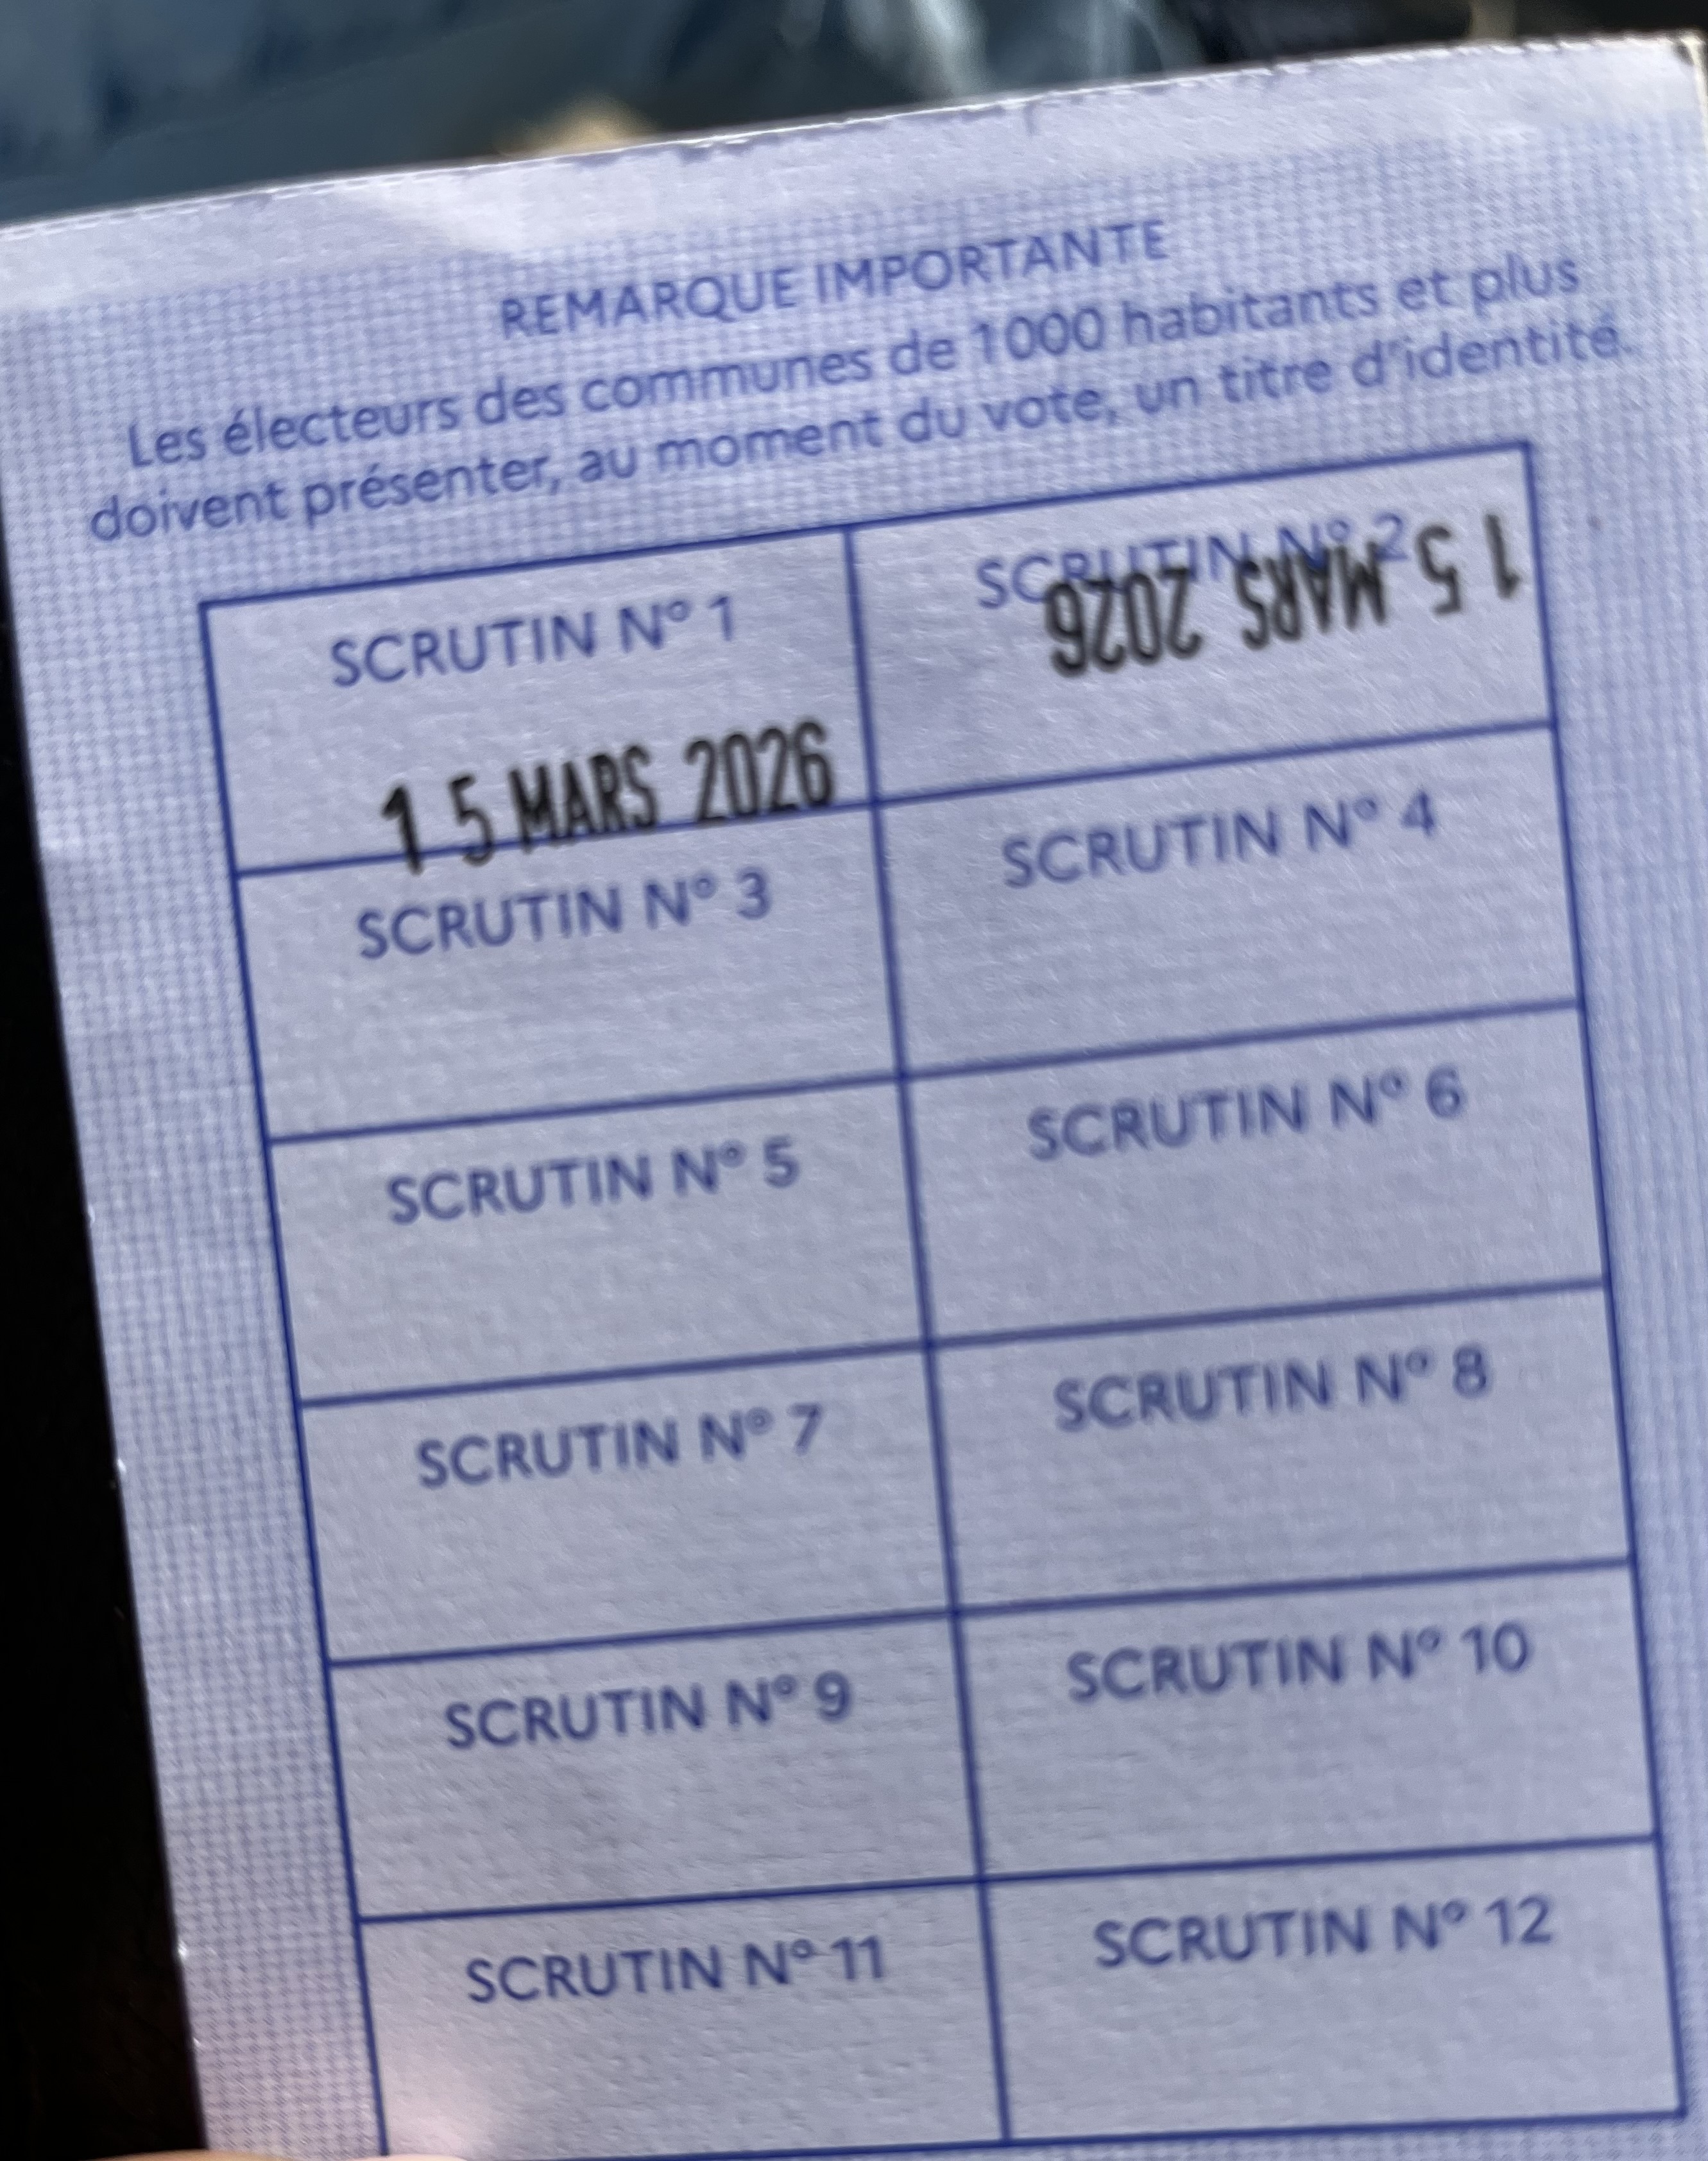 REMARQUE IMPORTANTE
Les électeurs des communes de 1000 habitants et plus
doivent présenter, au moment du vote, un titre d'identité.
SCRUTIN N° 1
15 MARS 2026
SCRUTIN N° 2
15 MARS 2026
SCRUTIN N° 3
SCRUTIN N° 4
SCRUTIN N° 5
SCRUTIN N° 6
SCRUTIN N° 7
SCRUTIN N° 8
SCRUTIN N° 9
SCRUTIN N° 10
SCRUTIN N° 11
SCRUTIN N° 12